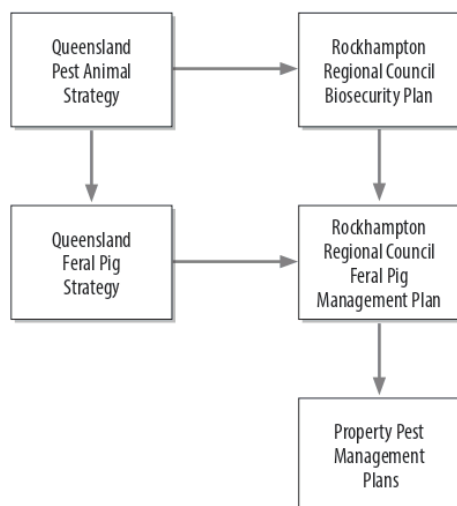 Queensland
Pest Animal
Strategy
Rockhampton
Regional Council
Biosecurity Plan
Queensland
Feral Pig
Strategy
Rockhampton
Regional Council
Feral Pig
Management Plan
Property Pest
Management
Plans